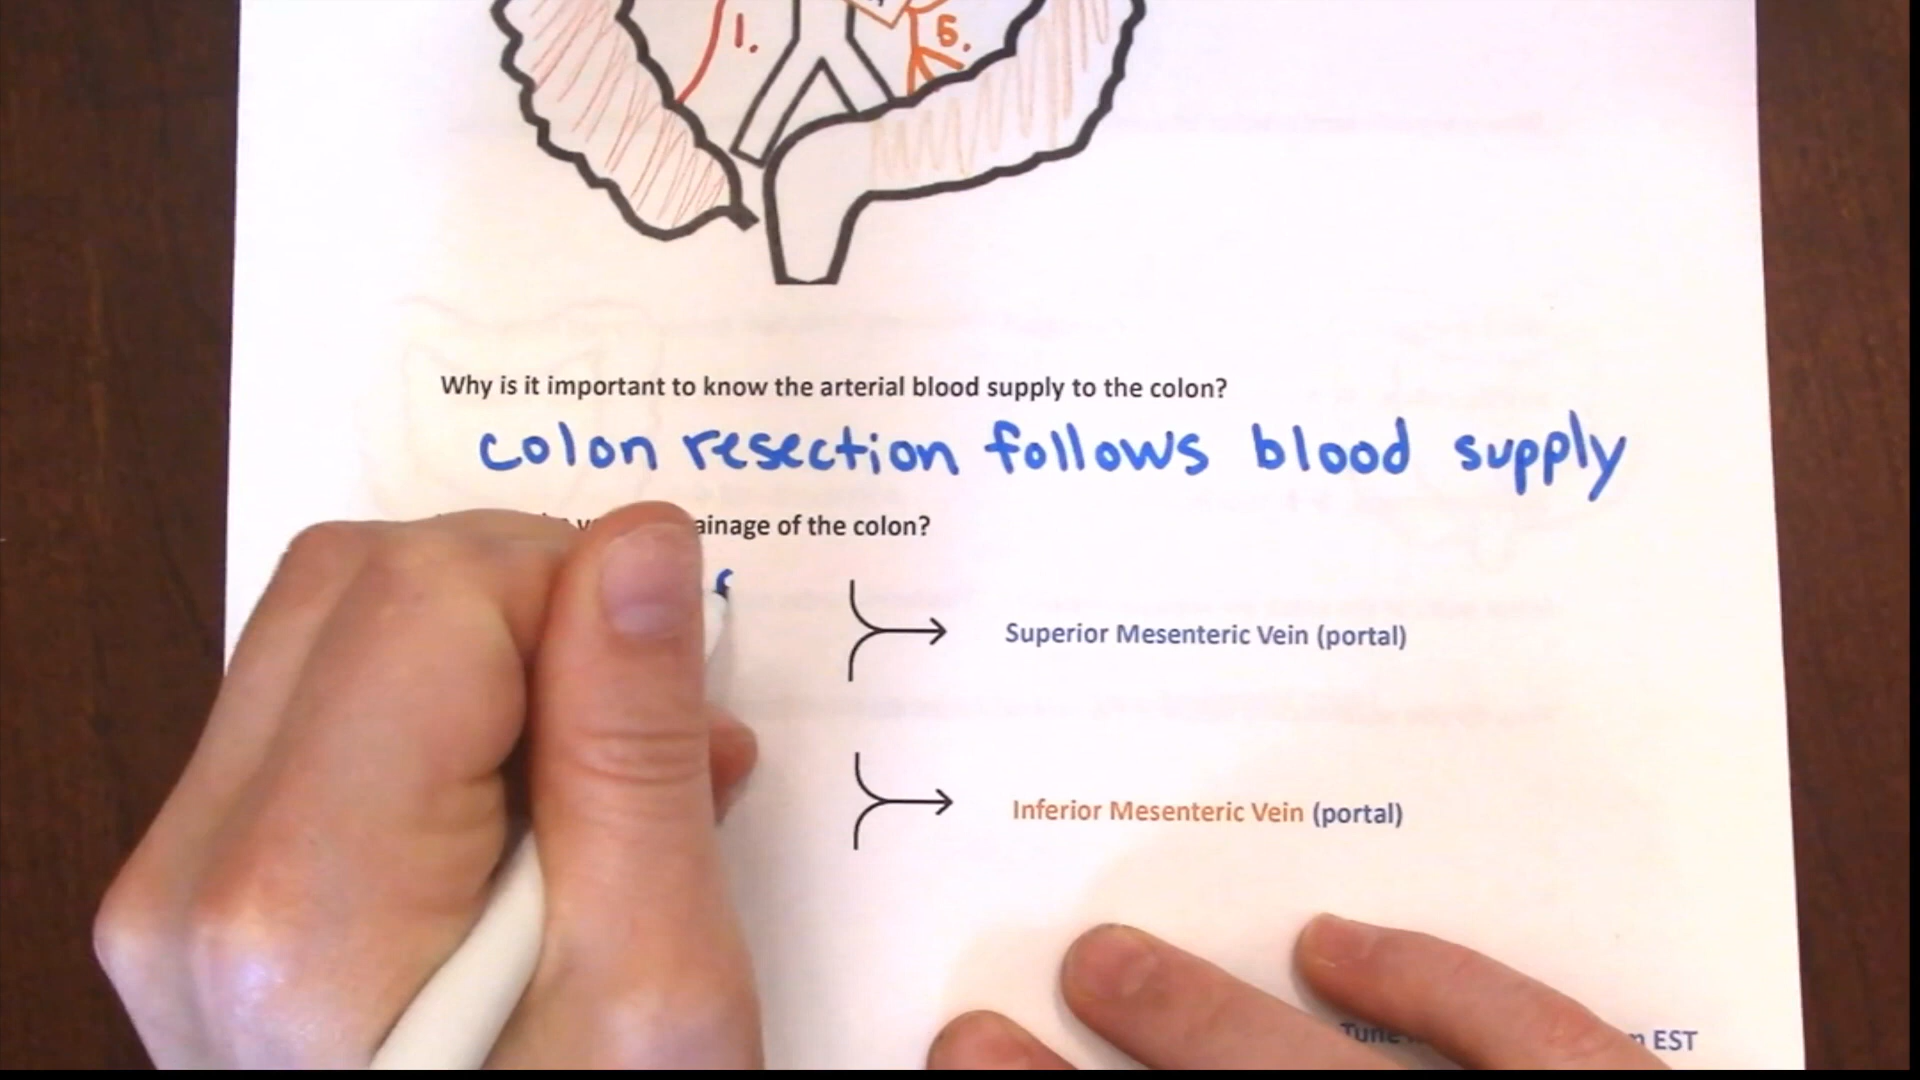 1. 5.
Why is it important to know the arterial blood supply to the colon?
colon resection follows blood supply
of the colon?
Superior Mesenteric Vein (portal)
Inferior Mesenteric Vein (portal)
EST